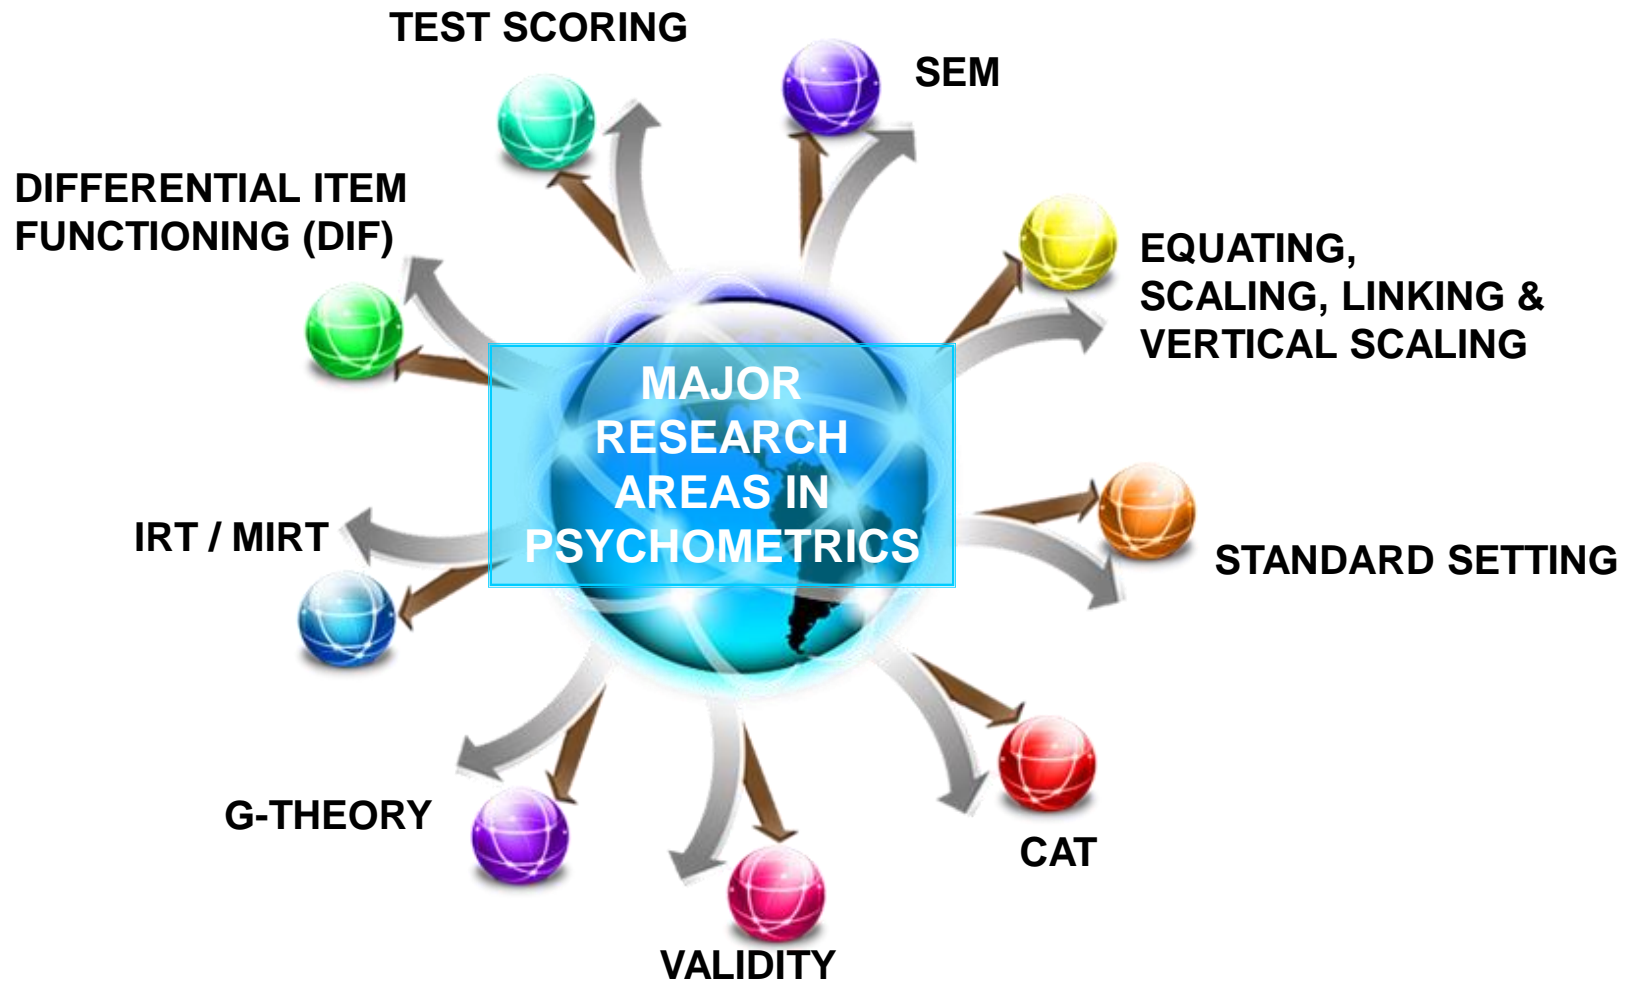 TEST SCORING
SEM
DIFFERENTIAL ITEM
FUNCTIONING (DIF)
EQUATING,
SCALING, LINKING &
VERTICAL SCALING
MAJOR
RESEARCH
AREAS IN
PSYCHOMETRICS
IRT / MIRT
STANDARD SETTING
G-THEORY
CAT
VALIDITY